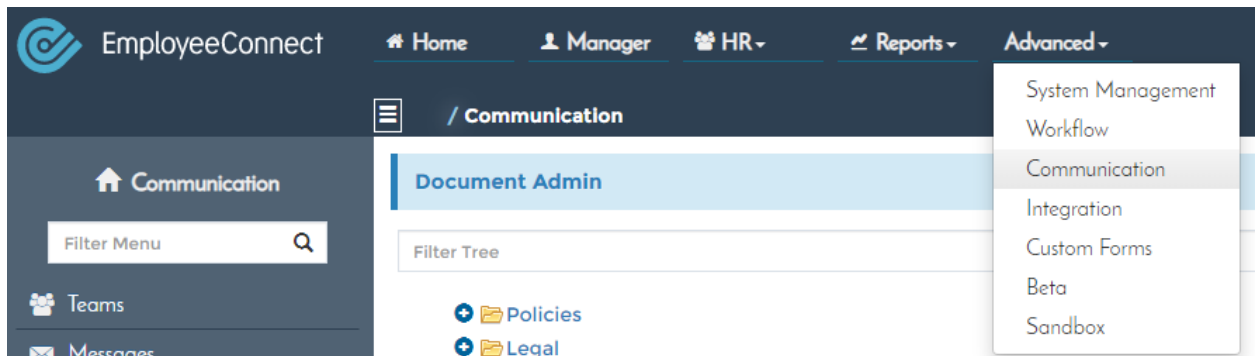 EmployeeConnect
Home
Manager
HR
Reports
Advanced
/ Communication
System Management
Workflow
Communication
Integration
Custom Forms
Beta
Sandbox
Communication
Filter Menu
Teams
Messages
Document Admin
Filter Tree
Policies
Legal